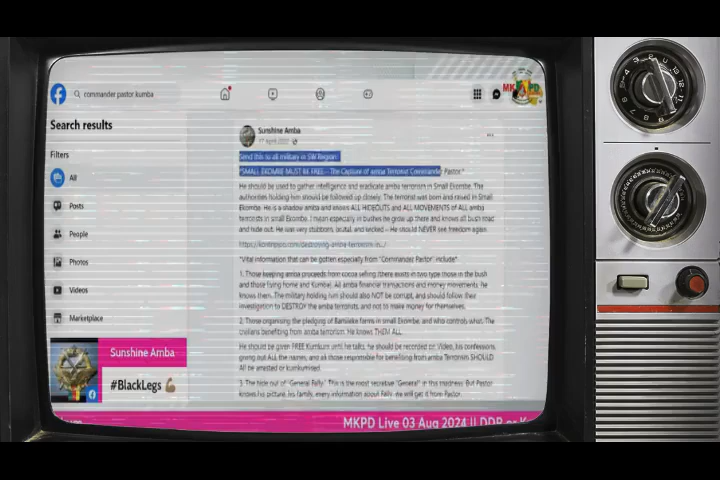 commander pastor.kumba
MK PD
Search results
Filters
All
Posts
People
Photos
Videos
Marketplace
Sunshine Amba
17 April 2022
Send this to all military in SW Region.
"SMALL EKOMBE MUST BE FREE -- The Capture of amba Terrorist Commander Pastor."
He should be used to gather intelligence and eradicate amba terrorism in Small Ekombe. The
authorities holding him should be followed up closely. The terrorist was born and raised in Small
Ekombe. He is a shadow amba and knows ALL HIDEOUTS and ALL MOVEMENTS of ALL amba
terrorists in small Ekombe. I mean especially in bushes he grew up there and knows all bush road
and hide out. He was very stubborn, brutal, and wicked -- He should NEVER see freedom again.
"Vital information that can be gotten especially from "Commander Pastor" include"
1. Those keeping amba proceeds from cocoa selling (there exists in two type those in the bush
and those living home and Kumba). All amba financial transactions and money movements, he
knows them. The military holding him should also NOT be corrupt, and should follow their
investigation to DESTROY the amba terrorists, and not to make money for themselves.
2. Those organising the pledging of Bamileke farms in small Ekombe, and who controls what. The
civilians benefiting from amba terrorism. He knows THEM ALL.
He should be given FREE Kumkum until he talks, he should be recorded on Video, his confessions
giving out ALL the names, and all those responsible for benefiting from amba Terrorists SHOULD
All be arrested or kumkumised.
3. The hide out of "General Fally." This is the most secretive "General" in this madness. But Pastor
knows his picture, his family, every information about Fally. We will get it from Pastor.
Sunshine Amba
#BlackLegs
MKPD Live 03 Aug 2024 || DDR or K